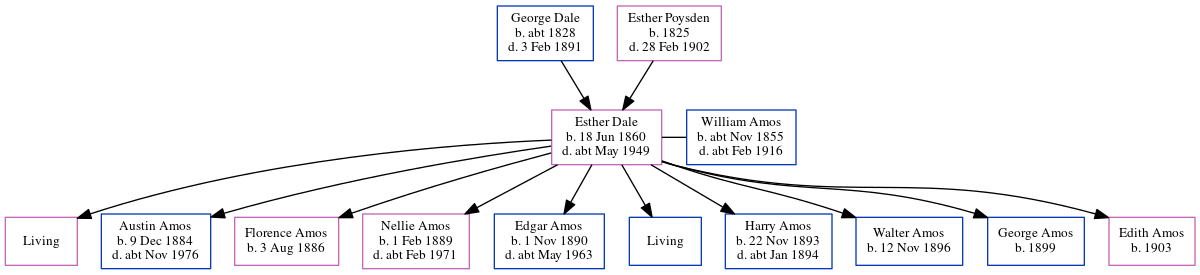 George Dale
b. abt 1828
d. 3 Feb 1891
Esther Poysden
b. 1825
d. 28 Feb 1902
Esther Dale
b. 18 Jun 1860
d. abt May 1949
William Amos
b. abt Nov 1855
d. abt Feb 1916
Living
Austin Amos
b. 9 Dec 1884
d. abt Nov 1976
Florence Amos
b. 3 Aug 1886
Nellie Amos
b. 1 Feb 1889
d. abt Feb 1971
Edgar Amos
b. 1 Nov 1890
d. abt May 1963
Living
Harry Amos
b. 22 Nov 1893
d. abt Jan 1894
Walter Amos
b. 12 Nov 1896
George Amos
b. 1899
Edith Amos
b. 1903